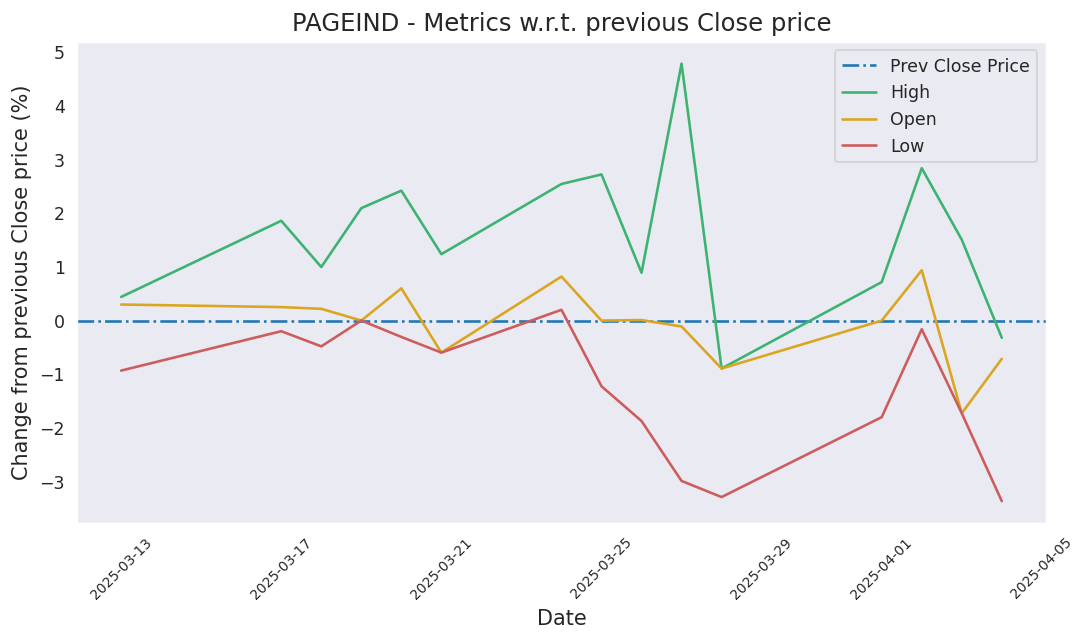 PAGEIND - Metrics w.r.t. previous Close price
Change from previous Close price (%)
5
4
3
2
1
0
−1
−2
−3
Prev Close Price
High
Open
Low
2025-03-13
2025-03-17
2025-03-21
2025-03-25
2025-03-29
2025-04-01
2025-04-05
Date